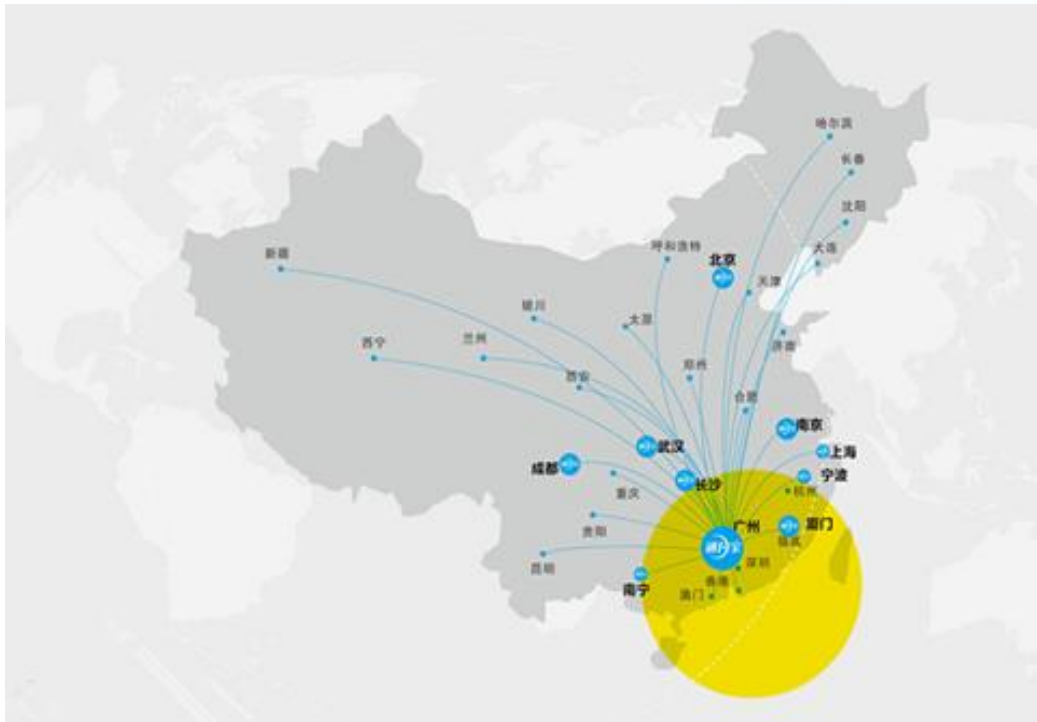 哈尔滨
长春
沈阳
大连
呼和浩特
北京
天津
新疆
银川
太原
济南
兰州
西宁
郑州
西安
合肥
南京
武汉
上海
成都
长沙
宁波
杭州
重庆
广州
厦门
贵阳
福州
昆明
深圳
南宁
香港
澳门